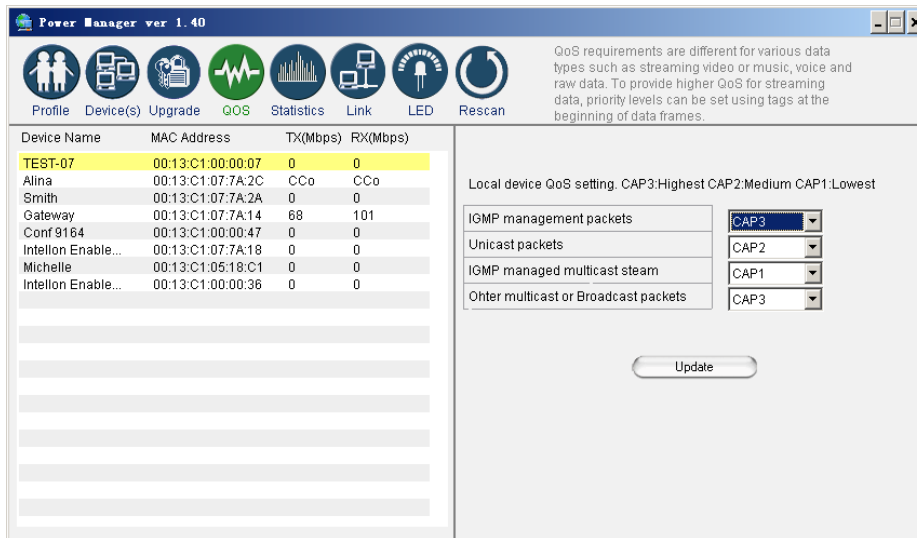 Power Manager ver 1.40
Profile Device(s) Upgrade QOS Statistics Link LED Rescan
QoS requirements are different for various data
types such as streaming video or music, voice and
raw data. To provide higher QoS for streaming
data, priority levels can be set using tags at the
beginning of data frames.
Device Name MAC Address TX(Mbps) RX(Mbps)
TEST-07 00:13:C1:00:00:07 0 0
Alina 00:13:C1:07:7A:2C CCo CCo
Smith 00:13:C1:07:7A:2A 0 0
Gateway 00:13:C1:07:7A:14 68 101
Conf 9164 00:13:C1:00:00:47 0 0
Intellon Enable... 00:13:C1:07:7A:18 0 0
Michelle 00:13:C1:05:18:C1 0 0
Intellon Enable... 00:13:C1:00:00:36 0 0
Local device QoS setting. CAP3:Highest CAP2:Medium CAP1:Lowest
IGMP management packets CAP3
Unicast packets CAP2
IGMP managed multicast steam CAP1
Ohter multicast or Broadcast packets CAP3
Update